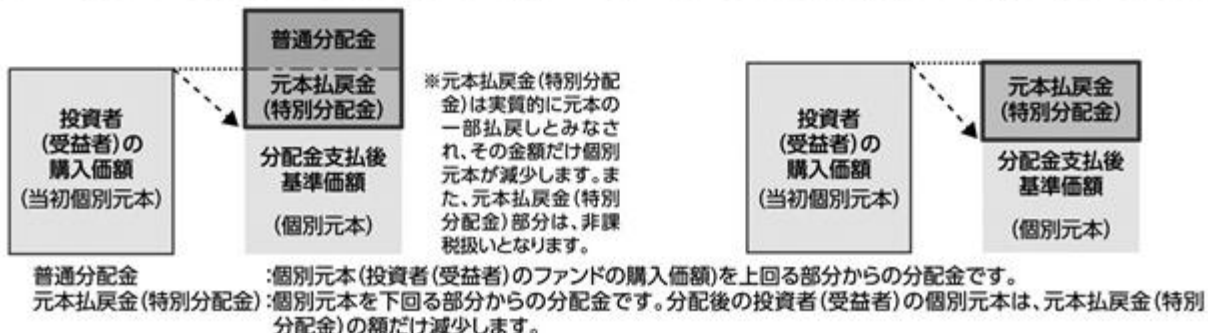 普通分配金
元本払戻金
(特別分配金)
投資者
(受益者)の
購入価額
(当初個別元本)
分配金支払後
基準価額
(個別元本)
※元本払戻金(特別分配
金)は実質的に元本の
一部払戻しとみなさ
れ、その金額だけ個別
元本が減少します。ま
た、元本払戻金(特別
分配金)部分は、非課
税扱いとなります。
投資者
(受益者)の
購入価額
(当初個別元本)
元本払戻金
(特別分配金)
分配金支払後
基準価額
(個別元本)
普通分配金 :個別元本(投資者(受益者)のファンドの購入価額)を上回る部分からの分配金です。
元本払戻金(特別分配金):個別元本を下回る部分からの分配金です。分配後の投資者(受益者)の個別元本は、元本払戻金(特別
分配金)の額だけ減少します。